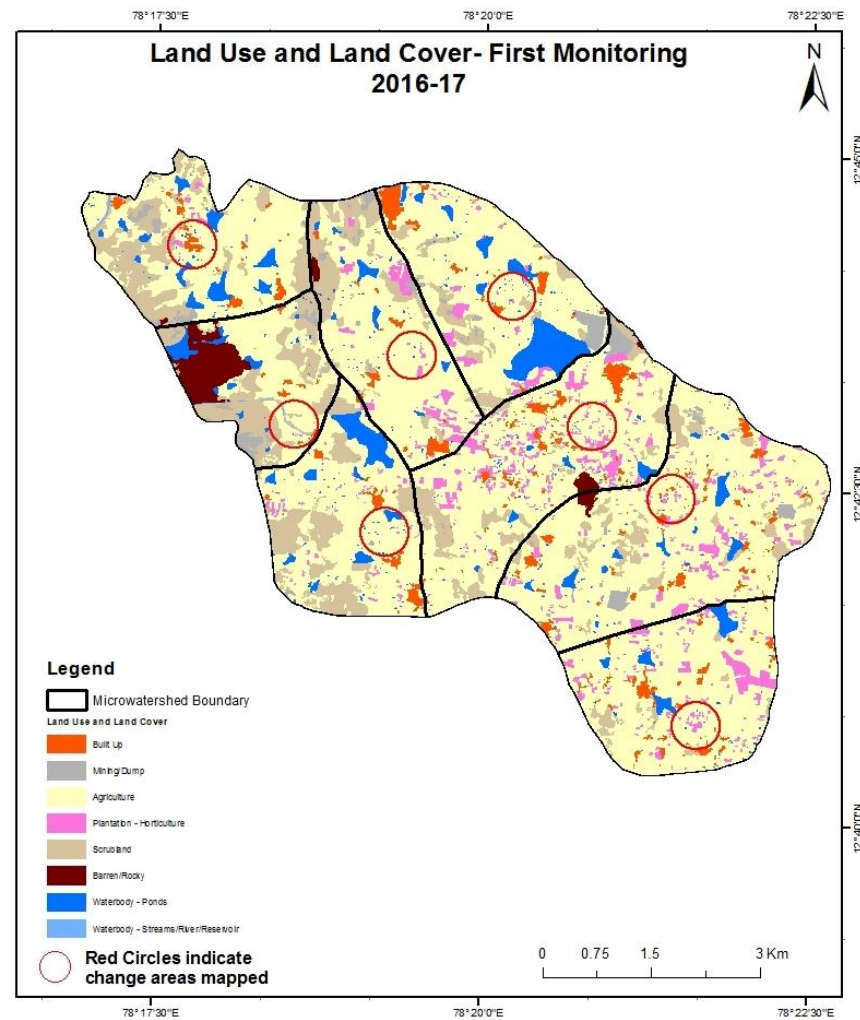 78°17'30"E 78°20'0"E 78°22'30"E
Land Use and Land Cover- First Monitoring
2016-17
N
Legend
Microwatershed Boundary
Land Use and Land Cover
Built Up
Mining/Dump
Agriculture
Plantation - Horticulture
Scrubland
Barren/Rocky
Waterbody - Ponds
Waterbody - Streams/River/Reservoir
Red Circles indicate
change areas mapped
0 0.75 1.5 3 Km
78°17'30"E 78°20'0"E 78°22'30"E